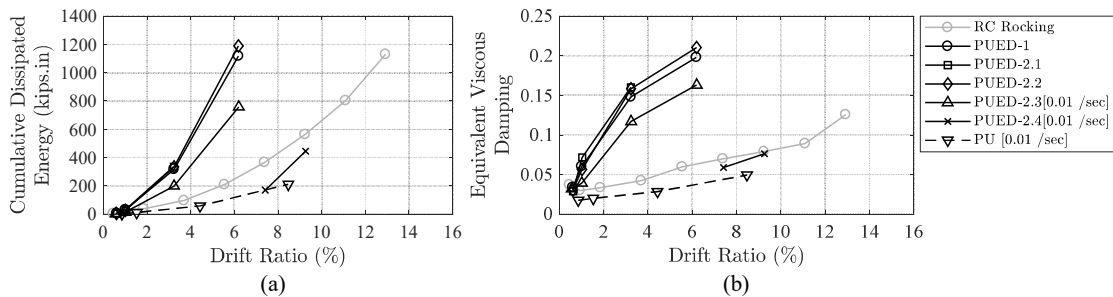 Cumulative Dissipated
Energy (kips.in)
1400
1200
1000
800
600
400
200
0
0 2 4 6 8 10 12 14 16
Drift Ratio (%)
(a)
Equivalent Viscous
Damping
0.25
0.2
0.15
0.1
0.05
0
0 2 4 6 8 10 12 14 16
Drift Ratio (%)
(b)
RC Rocking
PUED-1
PUED-2.1
PUED-2.2
PUED-2.3[0.01 /sec]
PUED-2.4[0.01 /sec]
PU [0.01 /sec]